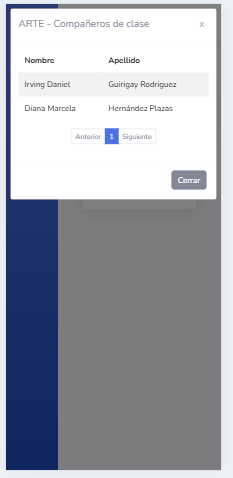 ARTE - Compañeros de clase x
Nombre Apellido
Irving Daniel Guirigay Rodriguez
Diana Marcela Hernández Plazas
Anterior 1 Siguiente
Cerrar